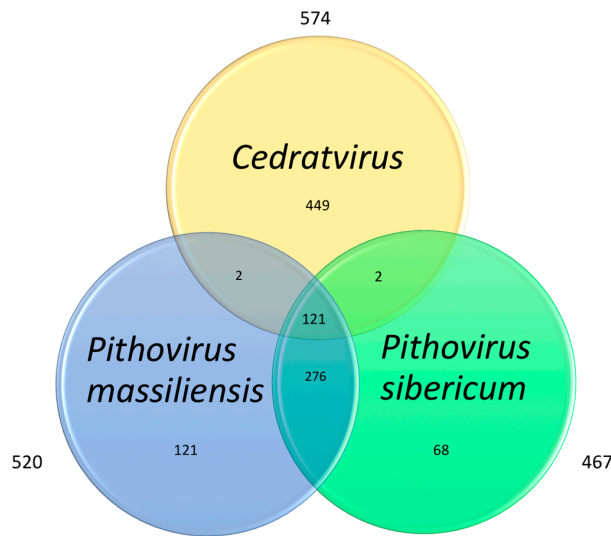 574
Cedratvirus
449
2
2
121
Pithovirus
massiliensis
276
Pithovirus
sibericum
121
68
520
467